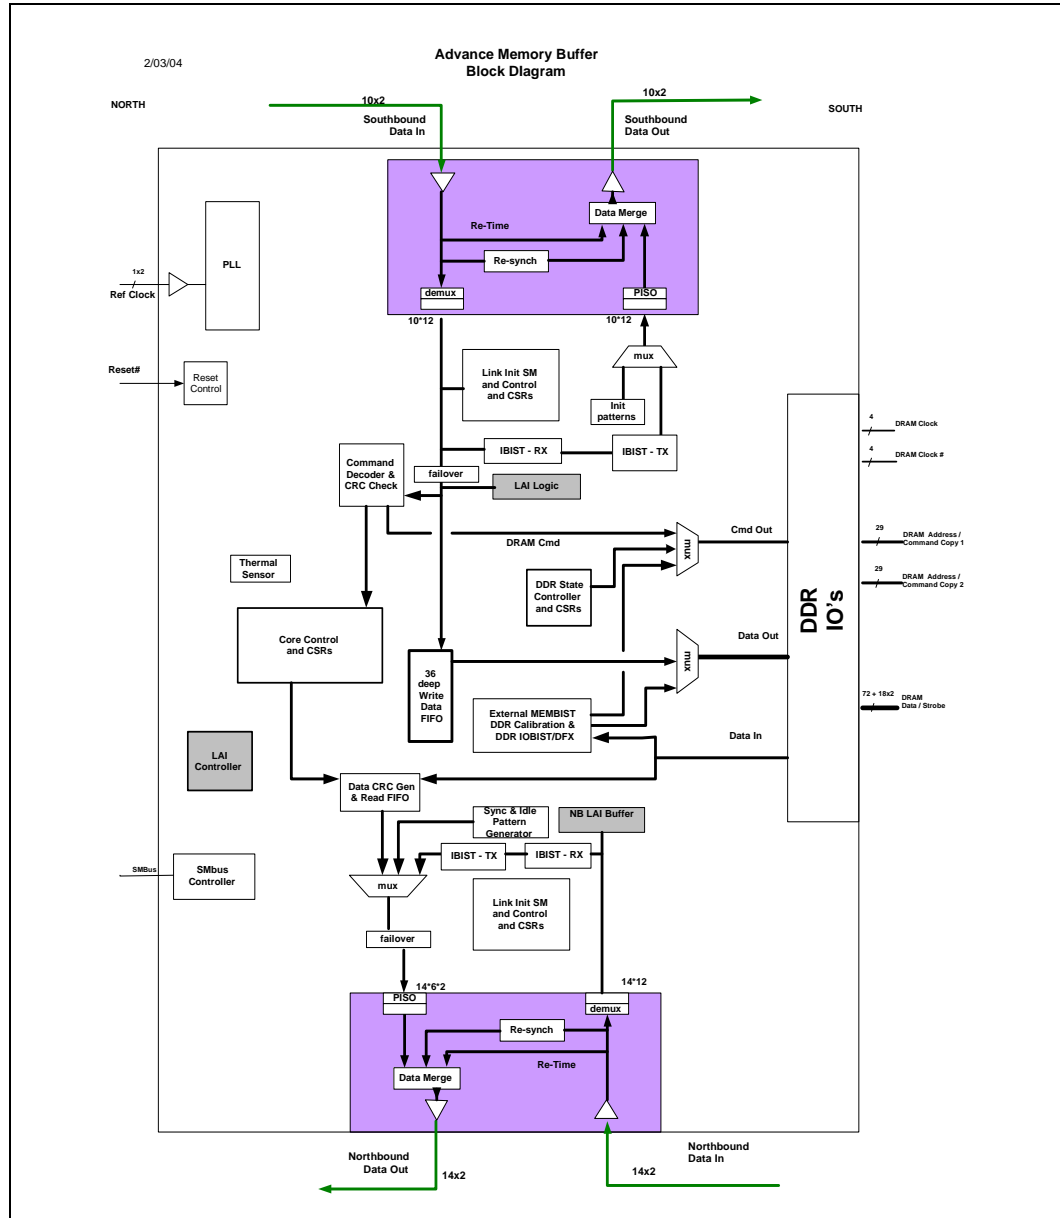 Advance Memory Buffer
Block DIagram
2/03/04
NORTH
10x2
10x2
SOUTH
Southbound
Data In
Southbound
Data Out
Data Merge
Re-Time
Re-synch
demux
PISO
10*12
10*12
PLL
1x2
Ref Clock
mux
Reset#
Reset
Control
Link Init SM
and Control
and CSRs
Init
patterns
IBIST - RX
IBIST - TX
Command
Decoder &
CRC Check
failover
LAI Logic
4
DRAM Clock
4
DRAM Clock #
DRAM Cmd
mux
Cmd Out
29
DRAM Address /
Command Copy 1
29
DRAM Address /
Command Copy 2
Thermal
Sensor
DDR State
Controller
and CSRs
DDR
IO's
Core Control
and CSRs
36
deep
Write
Data
FIFO
mux
Data Out
External MEMBIST
DDR Calibration &
DDR IOBIST/DFX
72 + 18x2
DRAM
Data / Strobe
Data In
LAI
Controller
Data CRC Gen
& Read FIFO
Sync & Idle
Pattern
Generator
NB LAI Buffer
IBIST - TX
IBIST - RX
SMBus
SMbus
Controller
mux
Link Init SM
and Control
and CSRs
failover
14*6*2
14*12
PISO
demux
Re-synch
Re-Time
Data Merge
Northbound
Data Out
14x2
14x2
Northbound
Data In